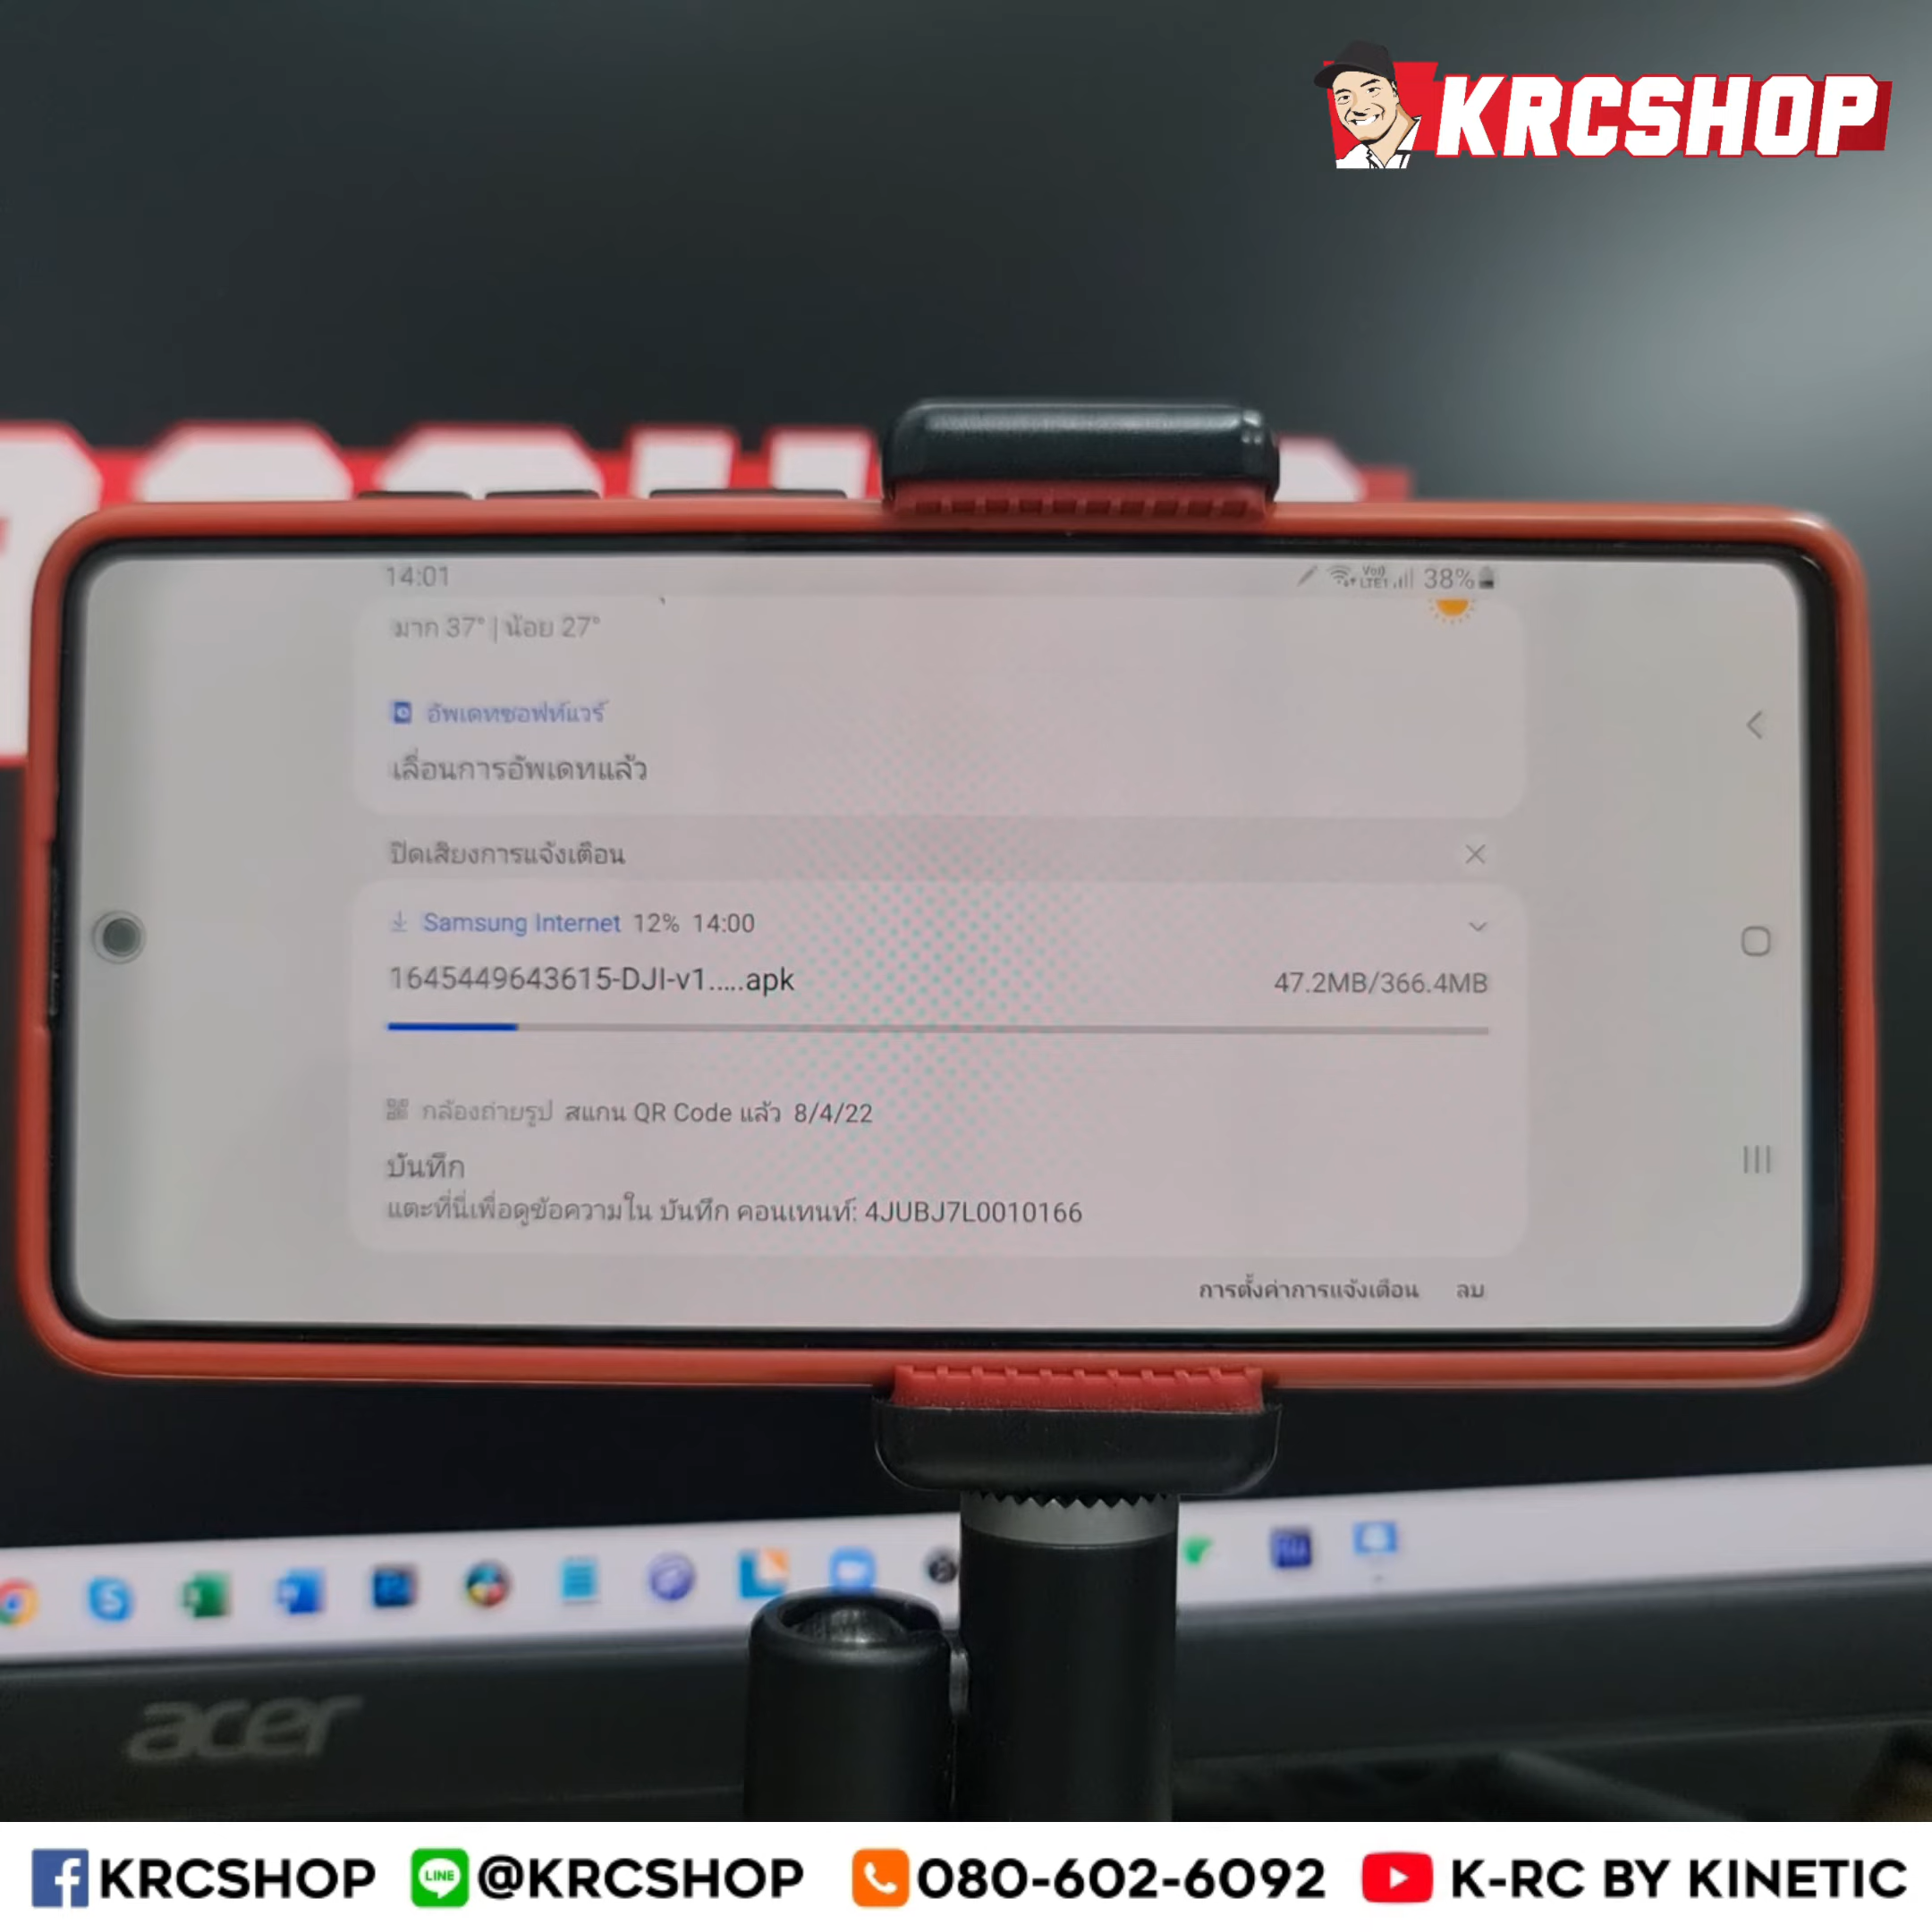 KRCSHOP
14:01
Vo)) LTE1 38%
มาก 37° | น้อย 27°
อัพเดทซอฟท์แวร์
เลื่อนการอัพเดทแล้ว
ปิดเสียงการแจ้งเตือน
Samsung Internet 12% 14:00
1645449643615-DJI-v1.....apk 47.2MB/366.4MB
กล้องถ่ายรูป สแกน QR Code แล้ว 8/4/22
บันทึก
แตะที่นี่เพื่อดูข้อความใน บันทึก คอนเทนท์: 4JUBJ7L0010166
การตั้งค่าการแจ้งเตือน ลบ
acer
KRCSHOP LINE @KRCSHOP 080-602-6092 K-RC BY KINETIC